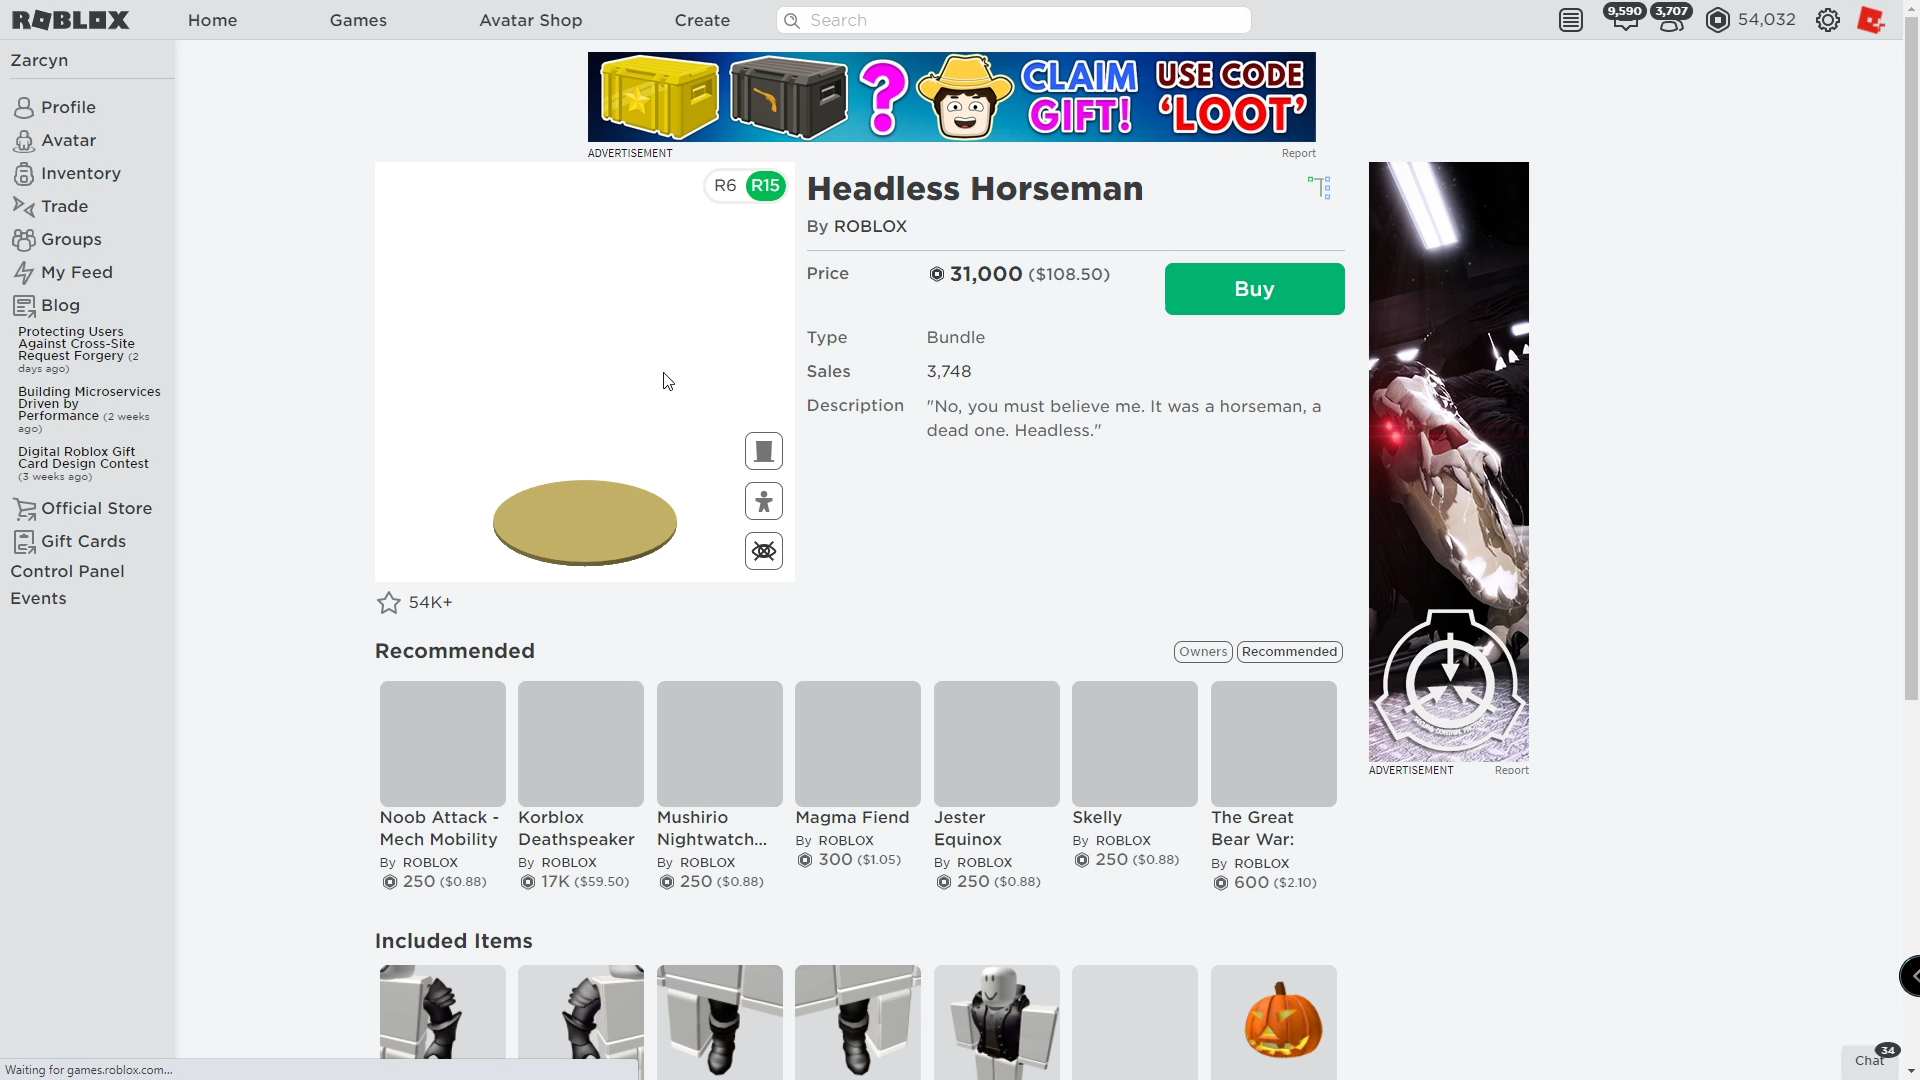 ROBLOX
Home
Games
Avatar Shop
Create
Search
9,590
3,707
54,032
Zarcyn
Profile
Avatar
Inventory
Trade
Groups
My Feed
Blog
Protecting Users
Against Cross-Site
Request Forgery (2
days ago)
Building Microservices
Driven by
Performance (2 weeks
ago)
Digital Roblox Gift
Card Design Contest
(3 weeks ago)
Official Store
Gift Cards
Control Panel
Events
CLAIM
GIFT!
USE CODE
'LOOT'
?
ADVERTISEMENT
Report
R6
R15
Headless Horseman
By ROBLOX
Price
31,000 ($108.50)
Buy
Type
Bundle
Sales
3,748
Description
"No, you must believe me. It was a horseman, a
dead one. Headless."
54K+
ADVERTISEMENT
Report
Recommended
Owners
Recommended
Noob Attack -
Mech Mobility
By ROBLOX
250 ($0.88)
Korblox
Deathspeaker
By ROBLOX
17K ($59.50)
Mushirio
Nightwatch...
By ROBLOX
250 ($0.88)
Magma Fiend
By ROBLOX
300 ($1.05)
Jester
Equinox
By ROBLOX
250 ($0.88)
Skelly
By ROBLOX
250 ($0.88)
The Great
Bear War:
By ROBLOX
600 ($2.10)
Included Items
Waiting for games.roblox.com...
Chat
34